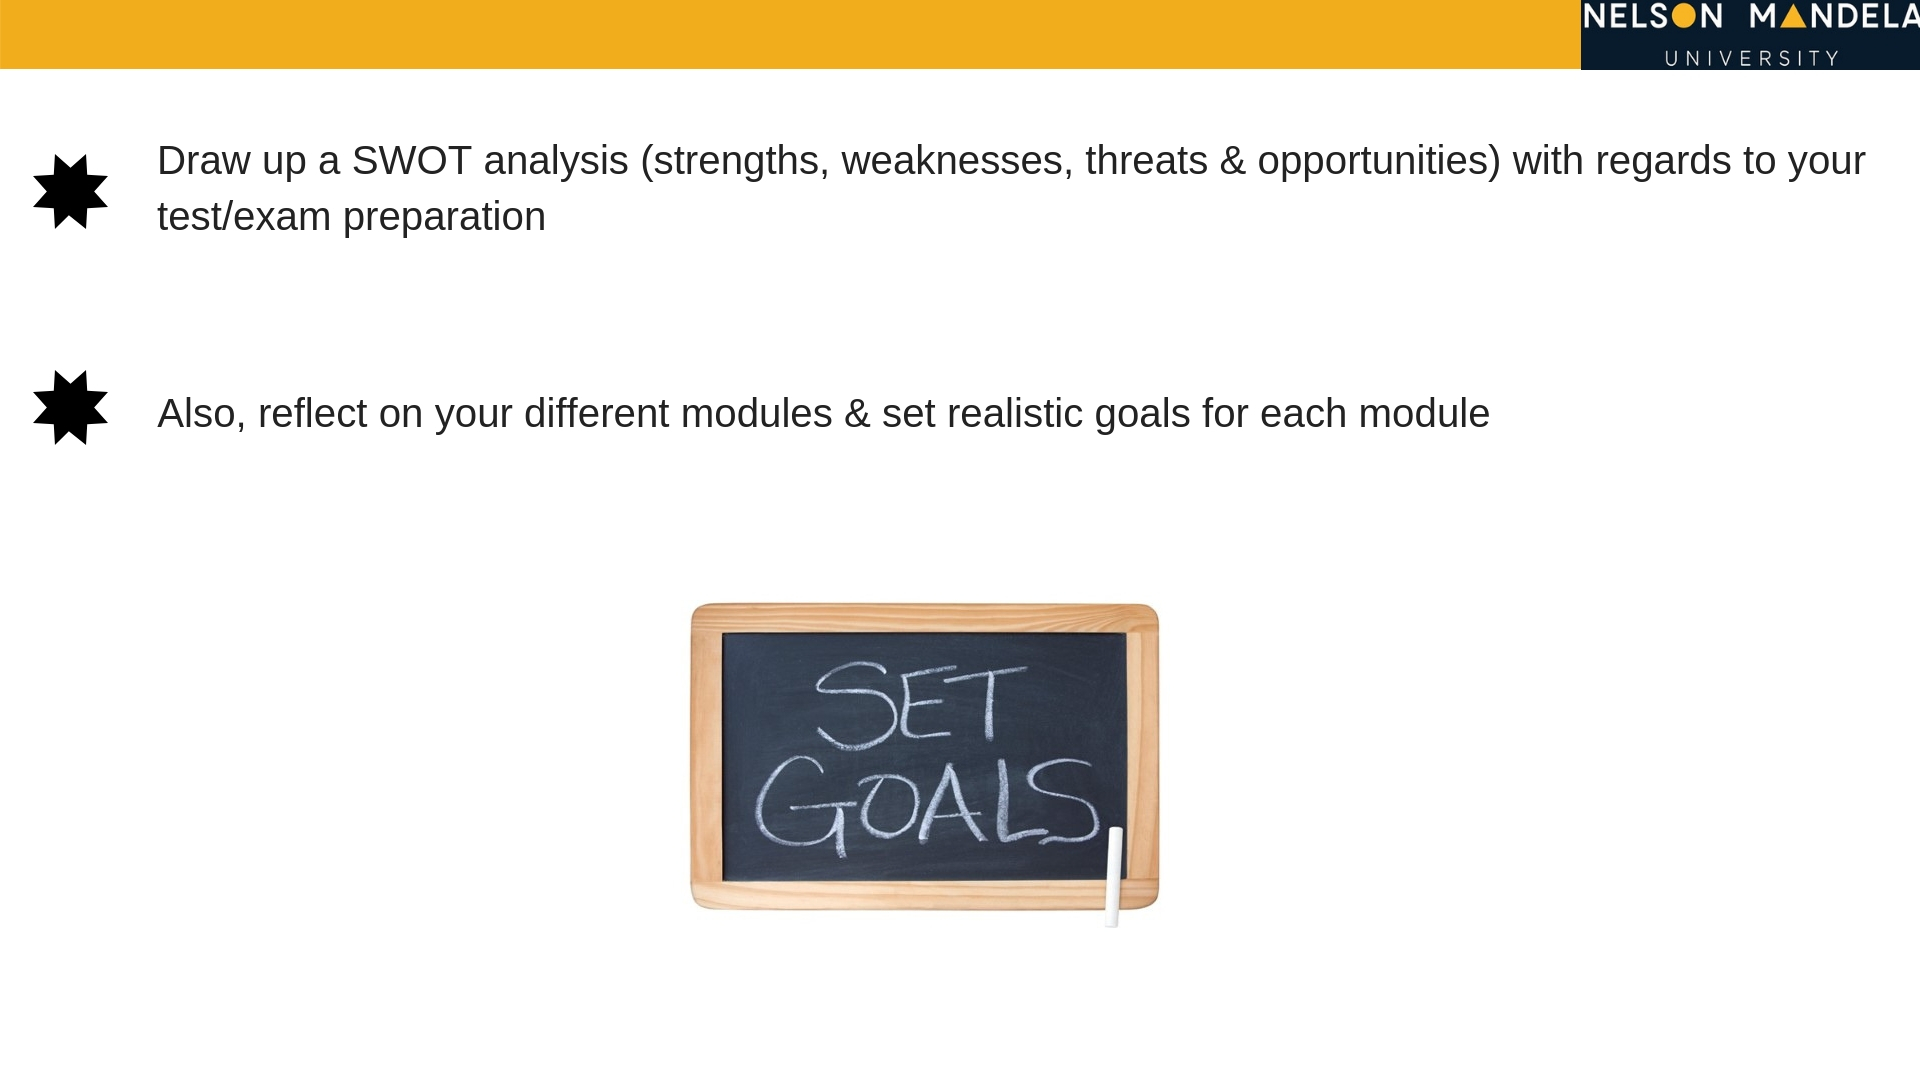 NELSON MANDELA
UNIVERSITY
Draw up a SWOT analysis (strengths, weaknesses, threats & opportunities) with regards to your
test/exam preparation
Also, reflect on your different modules & set realistic goals for each module
SET
GOALS